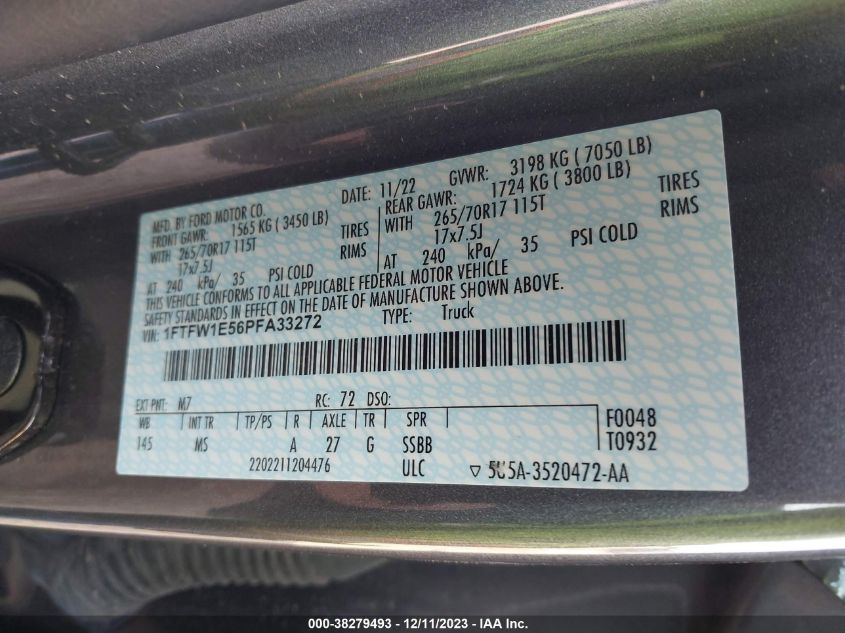 MFD. BY FORD MOTOR CO.
DATE: 11/22 GVWR: 3198 KG ( 7050 LB)
FRONT GAWR: 1565 KG ( 3450 LB) REAR GAWR: 1724 KG ( 3800 LB)
WITH 265/70R17 115T TIRES WITH 265/70R17 115T TIRES
17x7.5J RIMS 17x7.5J RIMS
AT 240 kPa/ 35 PSI COLD AT 240 kPa/ 35 PSI COLD
THIS VEHICLE CONFORMS TO ALL APPLICABLE FEDERAL MOTOR VEHICLE
SAFETY STANDARDS IN EFFECT ON THE DATE OF MANUFACTURE SHOWN ABOVE.
VIN: 1FTFW1E56PFA33272 TYPE: Truck
EXT PNT: M7 RC: 72 DSO:
WB INT TR TP/PS R AXLE TR SPR F0048
145 MS A 27 G SSBB T0932
2202211204476 ULC 5U5A-3520472-AA
000-38279493 - 12/11/2023 - IAA Inc.